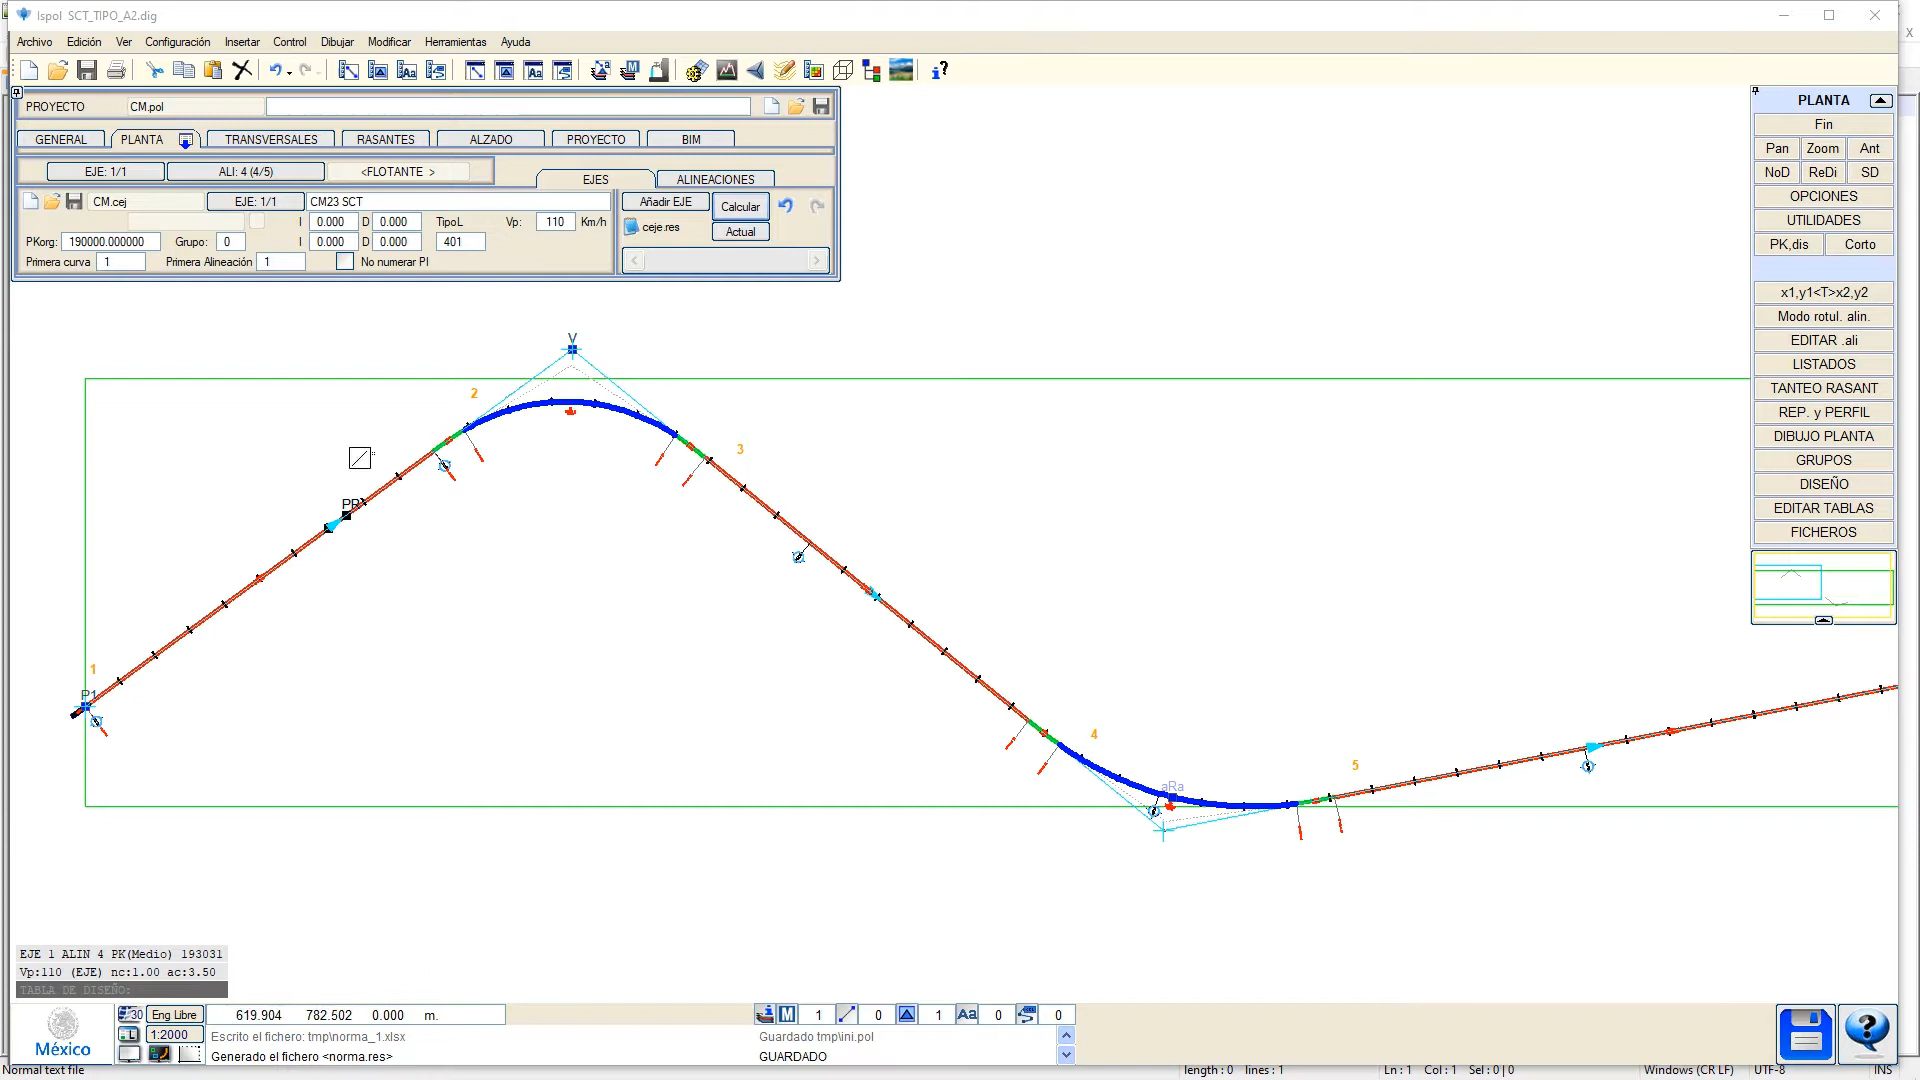 Ispol SCT_TIPO_A2.dig
Archivo Edición Ver Configuración Insertar Control Dibujar Modificar Herramientas Ayuda
PROYECTO CM.pol
GENERAL PLANTA TRANSVERSALES RASANTES ALZADO PROYECTO BIM
EJE: 1/1 ALI: 4 (4/5) <FLOTANTE >
EJES ALINEACIONES
CM.cej EJE: 1/1 CM23 SCT
Añadir EJE Calcular
I 0.000 D 0.000 TipoL Vp: 110 Km/h
ceje.res Actual
PKorg: 190000.000000 Grupo: 0 I 0.000 D 0.000 401
Primera curva 1 Primera Alineación 1 No numerar PI
PLANTA
Fin
Pan Zoom Ant
NoD ReDi SD
OPCIONES
UTILIDADES
PK,dis Corto
x1,y1<T>x2,y2
Modo rotul. alin.
EDITAR .ali
LISTADOS
TANTEO RASANT
REP. y PERFIL
DIBUJO PLANTA
GRUPOS
DISEÑO
EDITAR TABLAS
FICHEROS
V
2
3
PP
1
P1
4
5
aRa
EJE 1 ALIN 4 PK(Medio) 193031
Vp:110 (EJE) nc:1.00 ac:3.50
TABLA DE DISEÑO:
México
30 Eng Libre 619.904 782.502 0.000 m.
M 1 0 1 Aa 0 0
L 1:2000 Escrito el fichero: tmp\norma_1.xlsx Guardado tmp\ini.pol
Generado el fichero <norma.res> GUARDADO
Normal text file length : 0 lines : 1 Ln : 1 Col : 1 Sel : 0 | 0 Windows (CR LF) UTF-8 INS